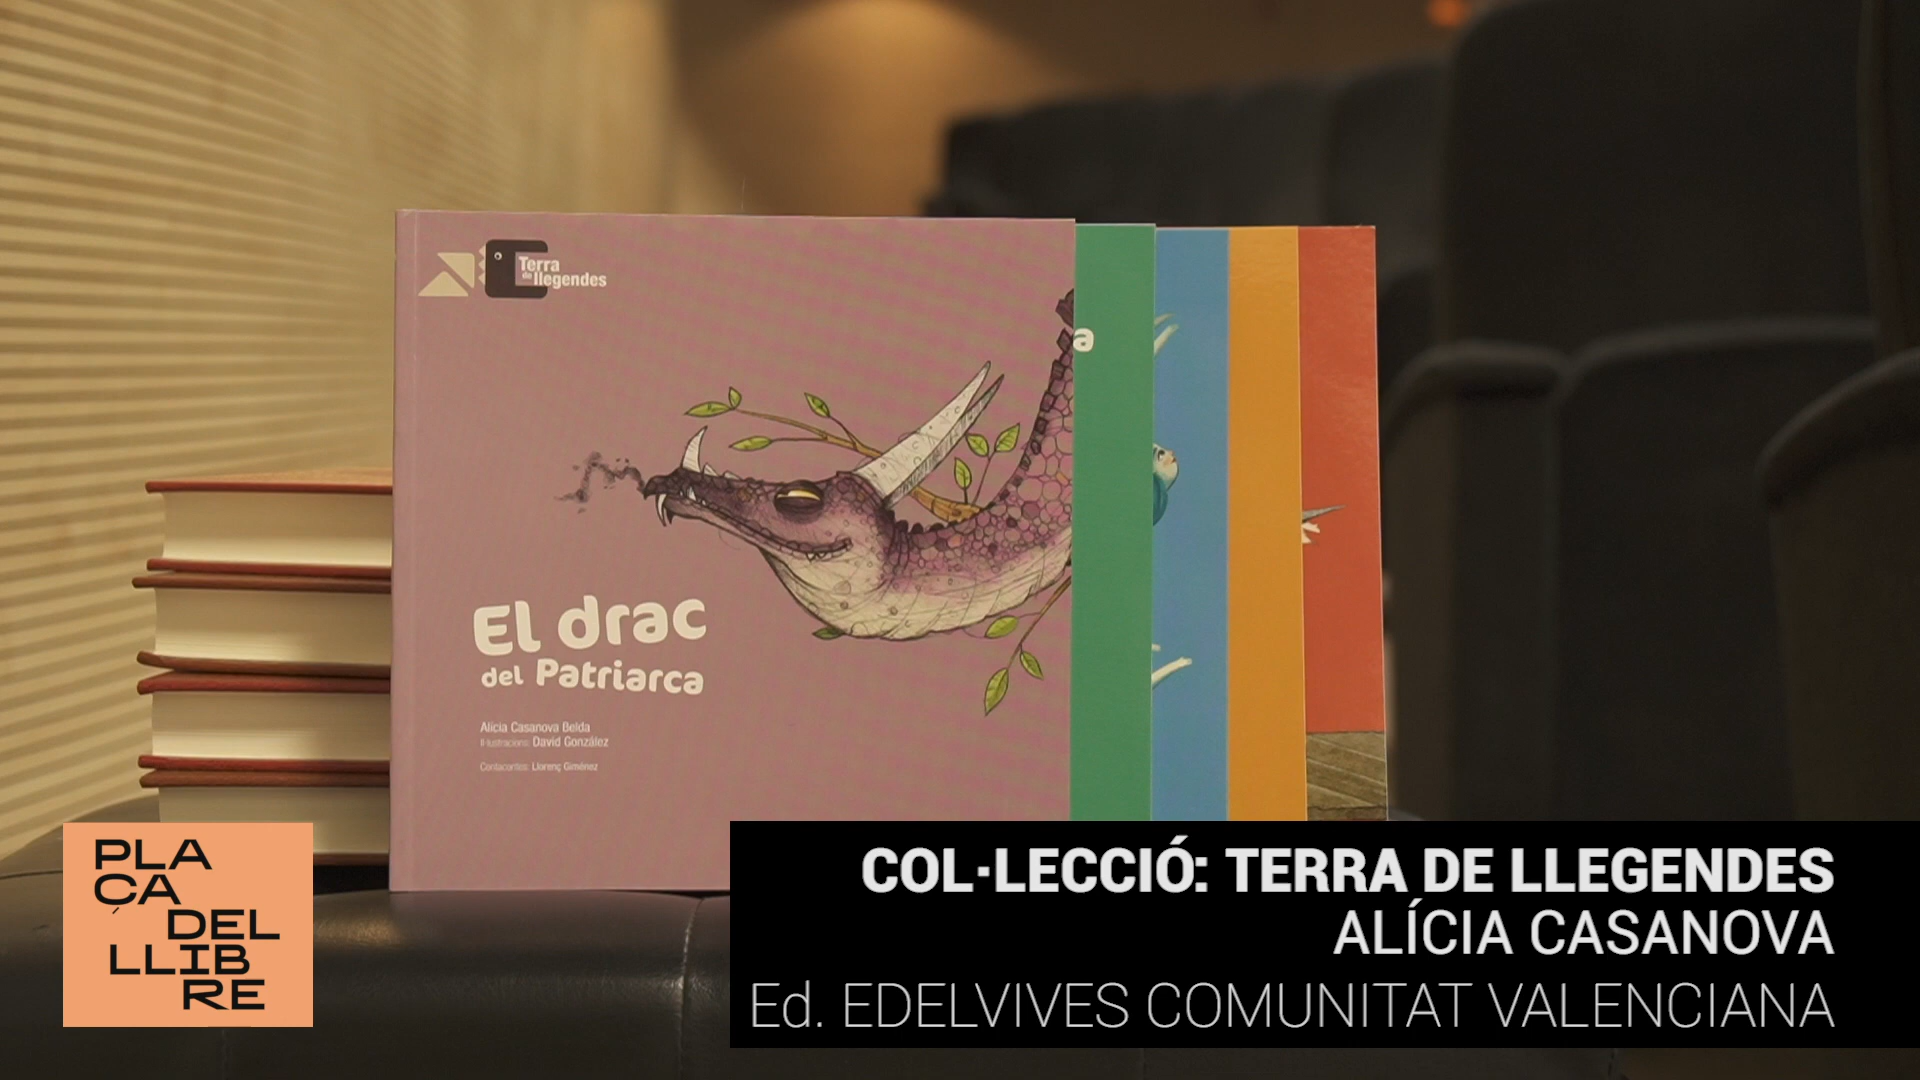 Terra
de llegendes
a
El drac
del Patriarca
Alícia Casanova Belda
Il·lustracions: David González
Contacontes: Llorenç Giménez
PLA
ÇA
DEL
LLIB
RE
COL·LECCIÓ: TERRA DE LLEGENDES
ALÍCIA CASANOVA
Ed. EDELVIVES COMUNITAT VALENCIANA